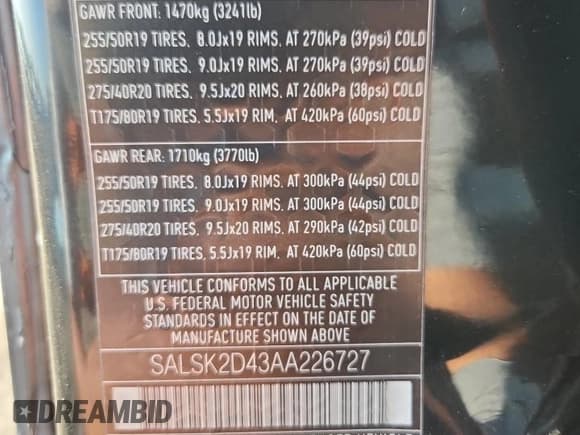 GAWR FRONT: 1470kg (3241lb)
255/50R19 TIRES, 8.0Jx19 RIMS, AT 270kPa (39psi) COLD
255/50R19 TIRES, 9.0Jx19 RIMS, AT 270kPa (39psi) COLD
275/40R20 TIRES, 9.5Jx20 RIMS, AT 260kPa (38psi) COLD
T175/80R19 TIRES, 5.5Jx19 RIM, AT 420kPa (60psi) COLD
GAWR REAR: 1710kg (3770lb)
255/50R19 TIRES, 8.0Jx19 RIMS, AT 300kPa (44psi) COLD
255/50R19 TIRES, 9.0Jx19 RIMS, AT 300kPa (44psi) COLD
275/40R20 TIRES, 9.5Jx20 RIMS, AT 290kPa (42psi) COLD
T175/80R19 TIRES, 5.5Jx19 RIM, AT 420kPa (60psi) COLD
THIS VEHICLE CONFORMS TO ALL APPLICABLE
U.S. FEDERAL MOTOR VEHICLE SAFETY
STANDARDS IN EFFECT ON THE DATE OF
MANUFACTURE SHOWN ABOVE
SALSK2D43AA226727
DREAMBID